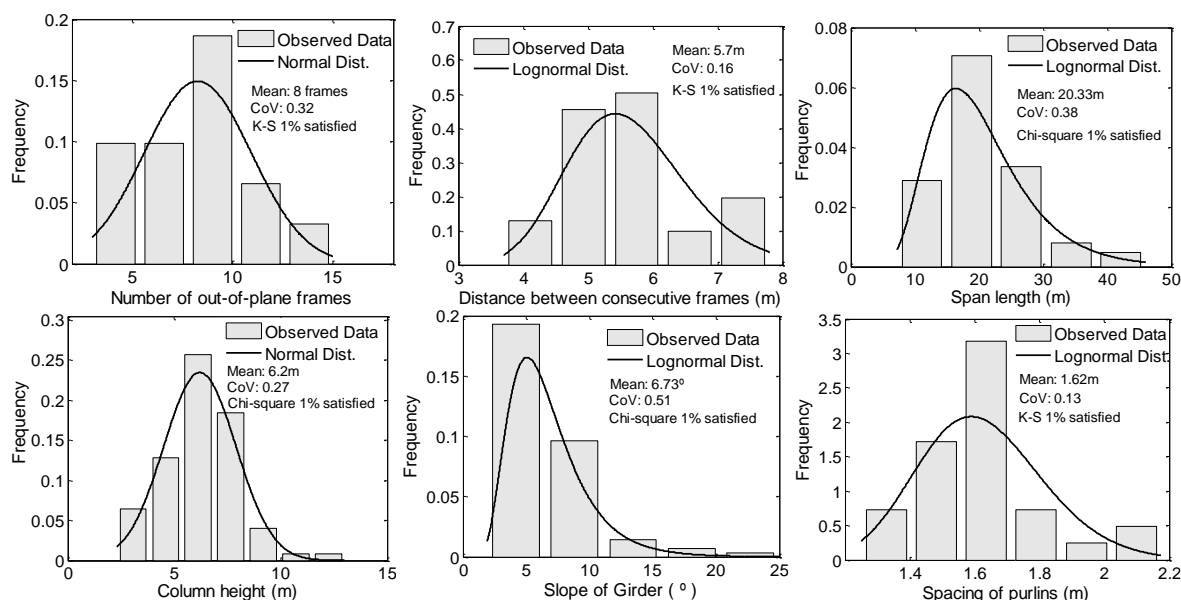 0.2
0.15
0.1
0.05
0
Frequency
Observed Data
Normal Dist.
Mean: 8 frames
CoV: 0.32
K-S 1% satisfied
5
10
15
Number of out-of-plane frames
0.7
0.6
0.5
0.4
0.3
0.2
0.1
0
Frequency
Observed Data
Lognormal Dist.
Mean: 5.7m
CoV: 0.16
K-S 1% satisfied
3
4
5
6
7
8
Distance between consecutive frames (m)
0.08
0.06
0.04
0.02
0
Frequency
Observed Data
Lognormal Dist.
Mean: 20.33m
CoV: 0.38
Chi-square 1% satisfied
0
10
20
30
40
50
Span length (m)
0.3
0.25
0.2
0.15
0.1
0.05
0
Frequency
Observed Data
Normal Dist.
Mean: 6.2m
CoV: 0.27
Chi-square 1% satisfied
0
5
10
15
Column height (m)
0.2
0.15
0.1
0.05
0
Frequency
Observed Data
Lognormal Dist.
Mean: 6.73º
CoV: 0.51
Chi-square 1% satisfied
0
5
10
15
20
25
Slope of Girder ( º )
3.5
3
2.5
2
1.5
1
0.5
0
Frequency
Observed Data
Lognormal Dist.
Mean: 1.62m
CoV: 0.13
K-S 1% satisfied
1.4
1.6
1.8
2
2.2
Spacing of purlins (m)